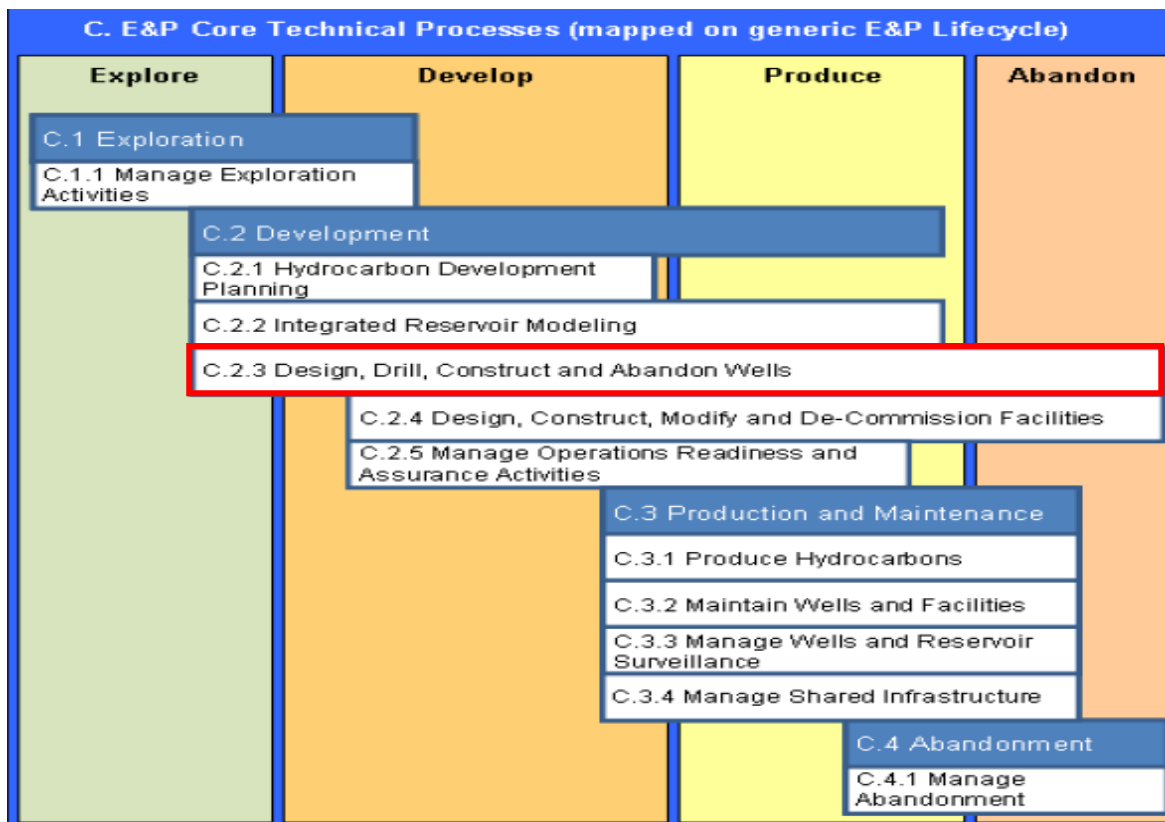 C. E&P Core Technical Processes (mapped on generic E&P Lifecycle)
Explore
Develop
Produce
Abandon
C.1 Exploration
C.1.1 Manage Exploration
Activities
C.2 Development
C.2.1 Hydrocarbon Development
Planning
C.2.2 Integrated Reservoir Modeling
C.2.3 Design, Drill, Construct and Abandon Wells
C.2.4 Design, Construct, Modify and De-Commission Facilities
C.2.5 Manage Operations Readiness and
Assurance Activities
C.3 Production and Maintenance
C.3.1 Produce Hydrocarbons
C.3.2 Maintain Wells and Facilities
C.3.3 Manage Wells and Reservoir
Surveillance
C.3.4 Manage Shared Infrastructure
C.4 Abandonment
C.4.1 Manage
Abandonment